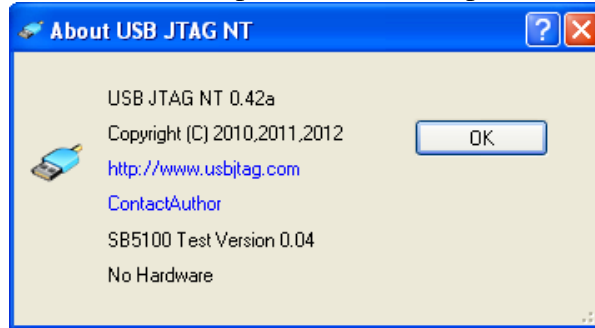 About USB JTAG NT
USB JTAG NT 0.42a
Copyright (C) 2010,2011,2012
OK
http://www.usbjtag.com
ContactAuthor
SB5100 Test Version 0.04
No Hardware